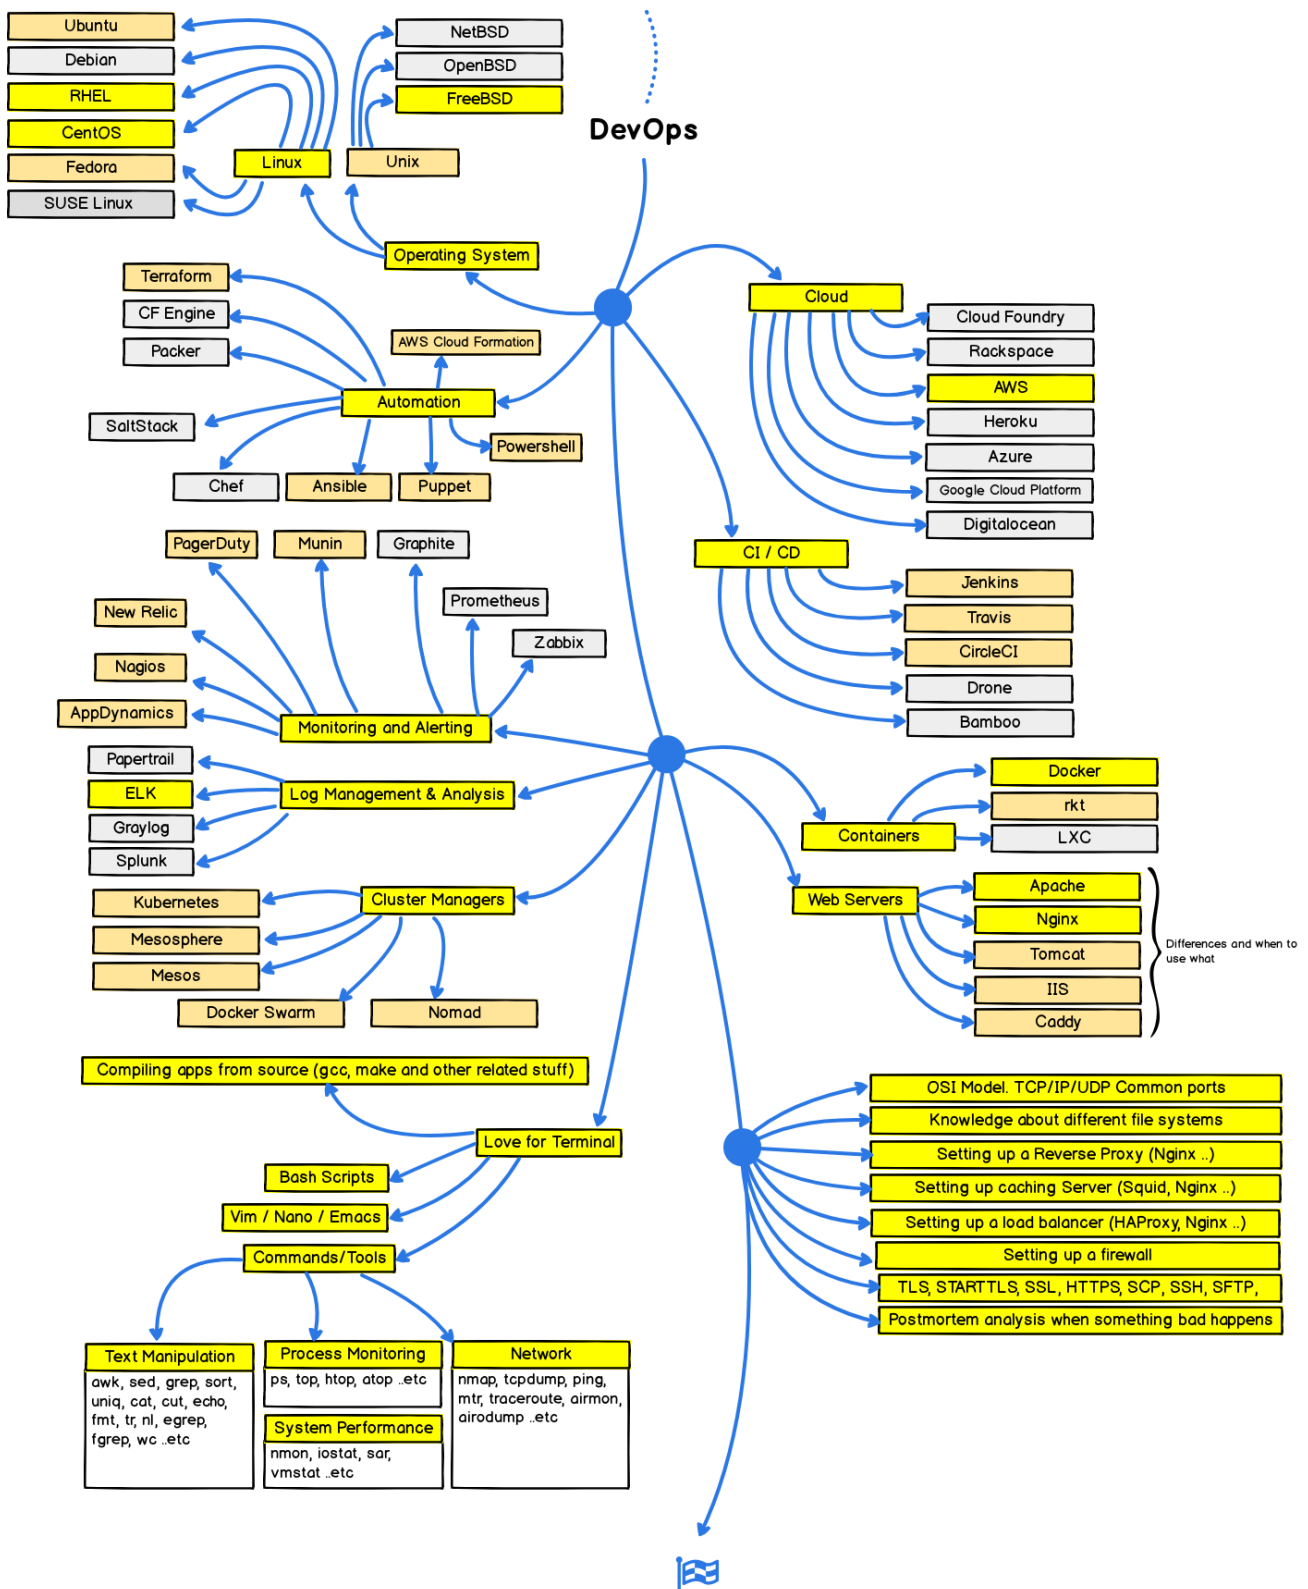 DevOps
Ubuntu
Debian
RHEL
CentOS
Fedora
SUSE Linux
NetBSD
OpenBSD
FreeBSD
Linux
Unix
Operating System
Terraform
CF Engine
Packer
AWS Cloud Formation
Automation
SaltStack
Powershell
Chef
Ansible
Puppet
Cloud
Cloud Foundry
Rackspace
AWS
Heroku
Azure
Google Cloud Platform
Digitalocean
CI / CD
Jenkins
Travis
CircleCI
Drone
Bamboo
PagerDuty
Munin
Graphite
Prometheus
Zabbix
New Relic
Nagios
AppDynamics
Monitoring and Alerting
Papertrail
ELK
Graylog
Splunk
Log Management & Analysis
Containers
Docker
rkt
LXC
Cluster Managers
Kubernetes
Mesosphere
Mesos
Docker Swarm
Nomad
Web Servers
Apache
Nginx
Tomcat
IIS
Caddy
Differences and when to
use what
Compiling apps from source (gcc, make and other related stuff)
Love for Terminal
Bash Scripts
Vim / Nano / Emacs
Commands/Tools
OSI Model. TCP/IP/UDP Common ports
Knowledge about different file systems
Setting up a Reverse Proxy (Nginx ..)
Setting up caching Server (Squid, Nginx ..)
Setting up a load balancer (HAProxy, Nginx ..)
Setting up a firewall
TLS, STARTTLS, SSL, HTTPS, SCP, SSH, SFTP,
Postmortem analysis when something bad happens
Text Manipulation
awk, sed, grep, sort,
uniq, cat, cut, echo,
fmt, tr, nl, egrep,
fgrep, wc ..etc
Process Monitoring
ps, top, htop, atop ..etc
System Performance
nmon, iostat, sar,
vmstat ..etc
Network
nmap, tcpdump, ping,
mtr, traceroute, airmon,
airodump ..etc